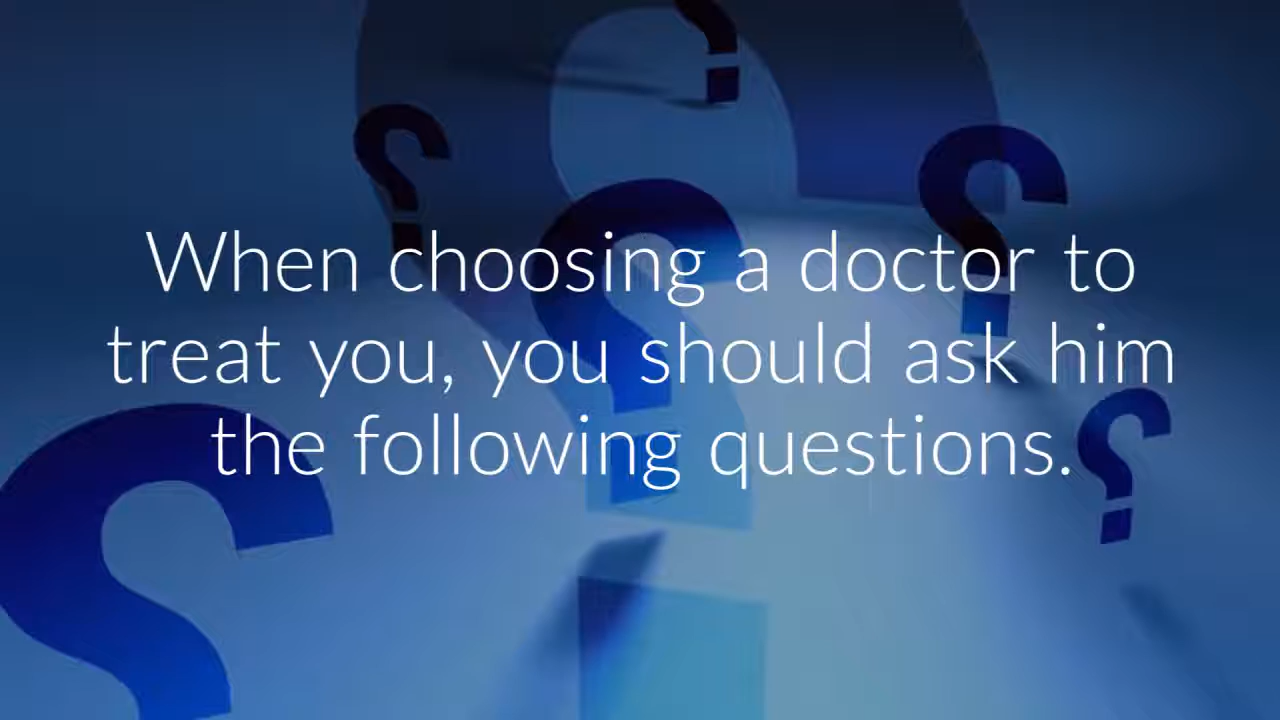 When choosing a doctor to
treat you, you should ask him
the following questions.